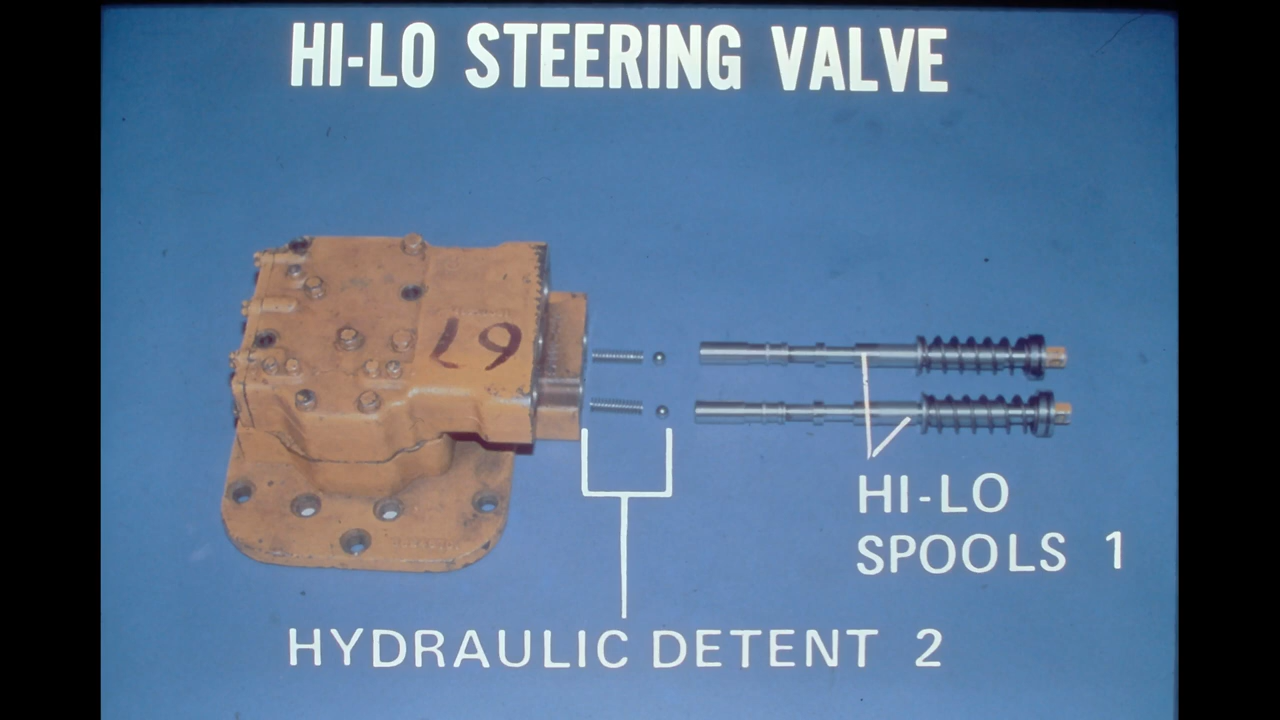 HI-LO STEERING VALVE
67
HI-LO
SPOOLS 1
HYDRAULIC DETENT 2